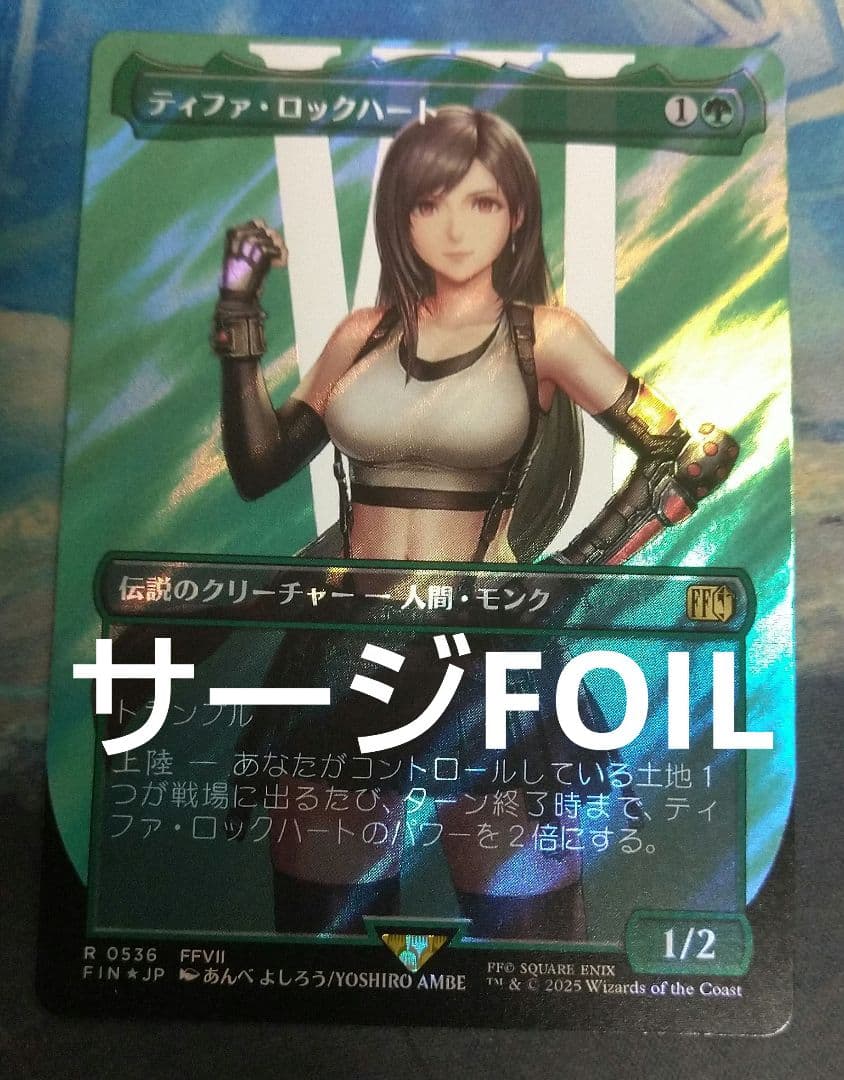 ティファ・ロックハート
1
VII
伝説のクリーチャー — 人間・モンク
FF
サージFOIL
トランプル
上陸 — あなたがコントロールしている土地1
つが戦場に出るたび、ターン終了時まで、ティ
ファ・ロックハートのパワーを2倍にする。
1/2
R 0536 FFVII
FIN★JP あんべ よしろう/YOSHIRO AMBE
FF© SQUARE ENIX
™ & © 2025 Wizards of the Coast